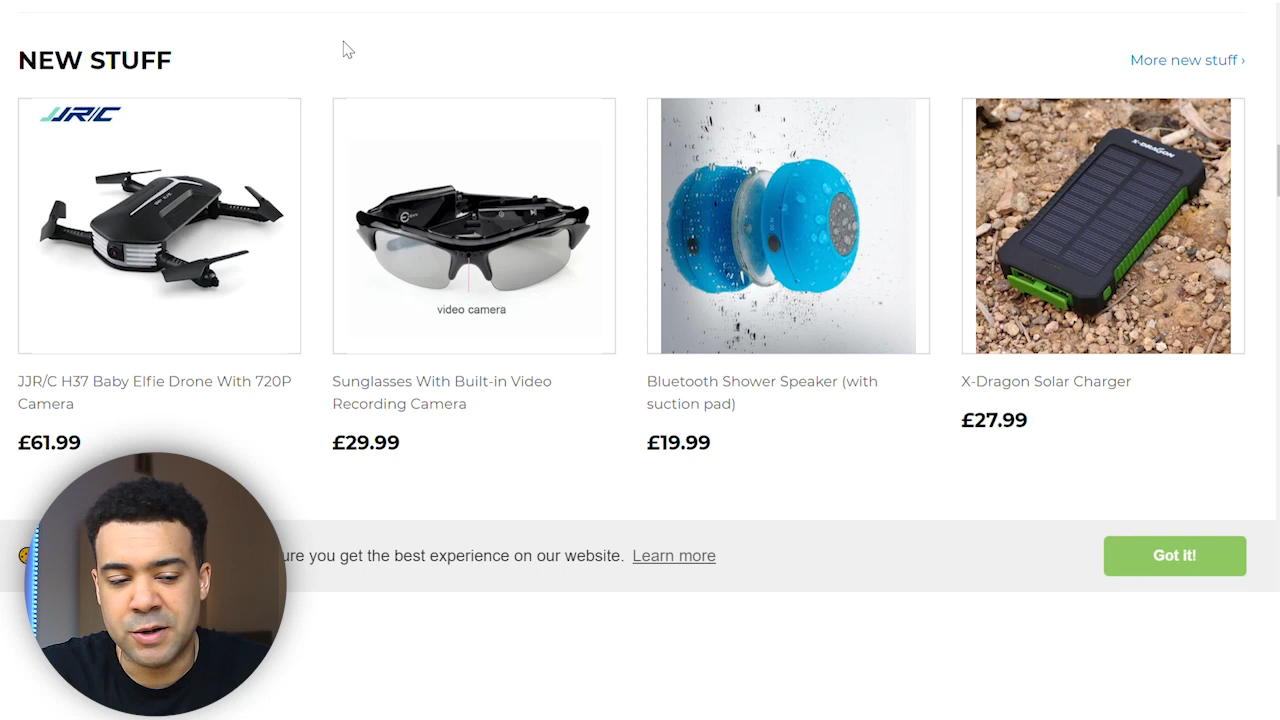 NEW STUFF
More new stuff ›
JJR/C
video camera
X-DRAGON
JJR/C H37 Baby Elfie Drone With 720P
Camera
£61.99
Sunglasses With Built-in Video
Recording Camera
£29.99
Bluetooth Shower Speaker (with
suction pad)
£19.99
X-Dragon Solar Charger
£27.99
you get the best experience on our website. Learn more
Got it!